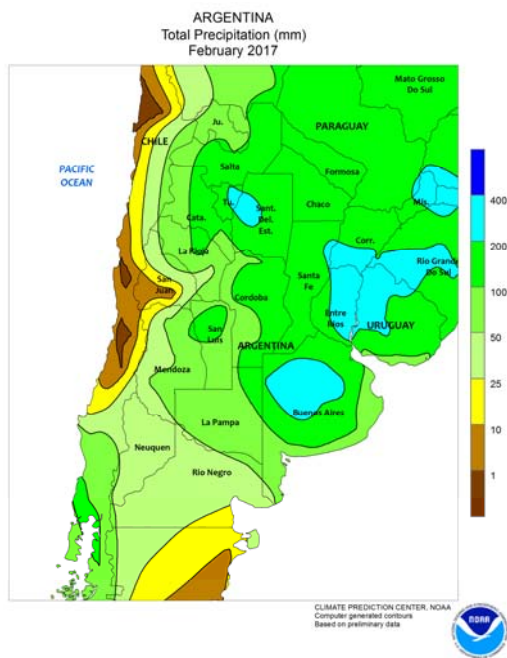 ARGENTINA
Total Precipitation (mm)
February 2017
Mato Grosso
Do Sul
Ju.
PARAGUAY
CHILE
PACIFIC
OCEAN
Salta
Formosa
Tu.
Sant.
Del.
Est.
Chaco
Mis.
Cata.
Corr.
La Rioja
Rio Grande
Do Sul
San
Juan
Santa
Fe
Cordoba
Entre
Rios
URUGUAY
San
Luis
ARGENTINA
Mendoza
Buenos Aires
La Pampa
Neuquen
Rio Negro
400
200
100
50
25
10
1
CLIMATE PREDICTION CENTER, NOAA
Computer generated contours
Based on preliminary data
NOAA